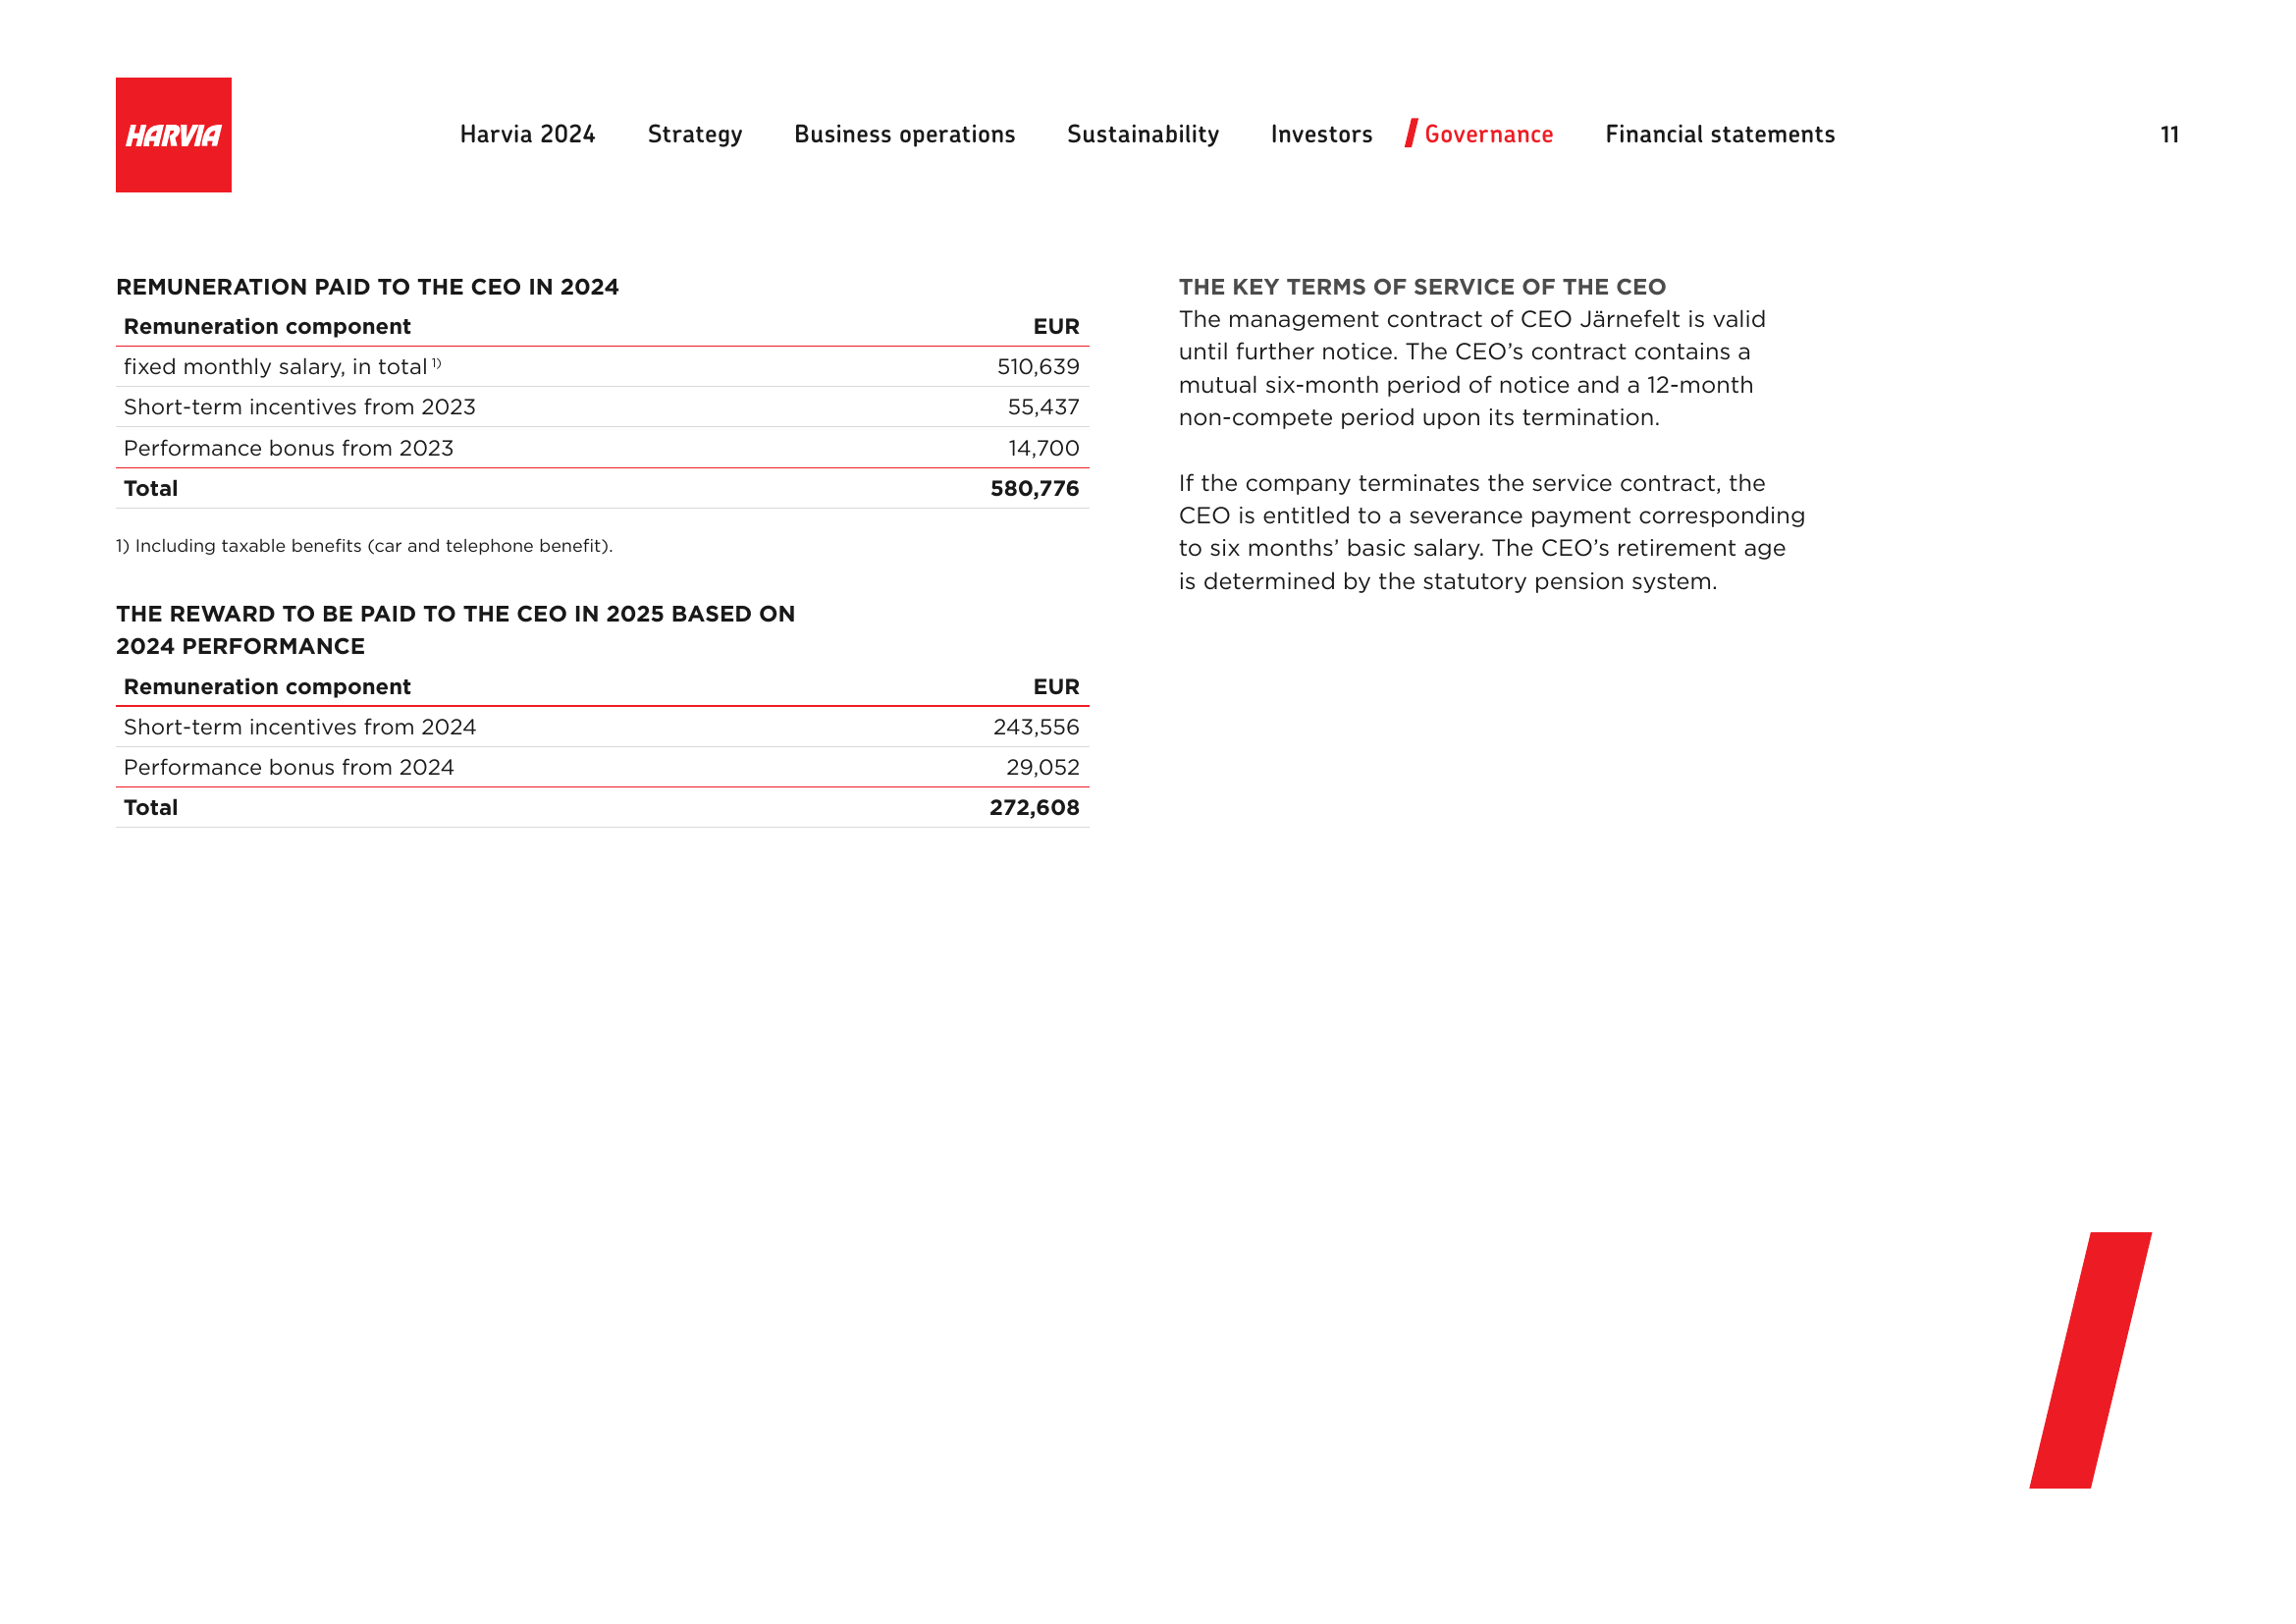 HARVIA
Harvia 2024 Strategy Business operations Sustainability Investors Governance Financial statements 11
REMUNERATION PAID TO THE CEO IN 2024
Remuneration component EUR
fixed monthly salary, in total 1) 510,639
Short-term incentives from 2023 55,437
Performance bonus from 2023 14,700
Total 580,776
1) Including taxable benefits (car and telephone benefit).
THE REWARD TO BE PAID TO THE CEO IN 2025 BASED ON
2024 PERFORMANCE
Remuneration component EUR
Short-term incentives from 2024 243,556
Performance bonus from 2024 29,052
Total 272,608
THE KEY TERMS OF SERVICE OF THE CEO
The management contract of CEO Järnefelt is valid
until further notice. The CEO’s contract contains a
mutual six-month period of notice and a 12-month
non-compete period upon its termination.
If the company terminates the service contract, the
CEO is entitled to a severance payment corresponding
to six months’ basic salary. The CEO’s retirement age
is determined by the statutory pension system.